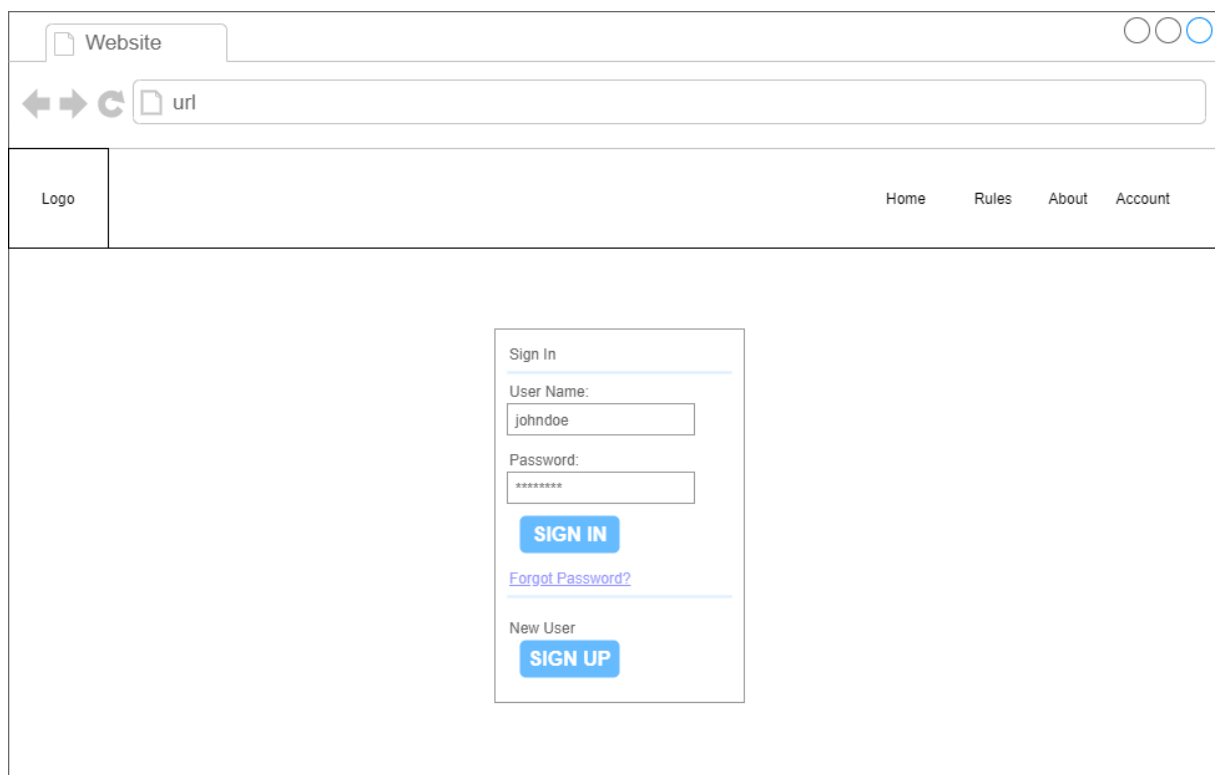 Website
url
Logo
Home Rules About Account
Sign In
User Name:
johndoe
Password:
********
SIGN IN
Forgot Password?
New User
SIGN UP